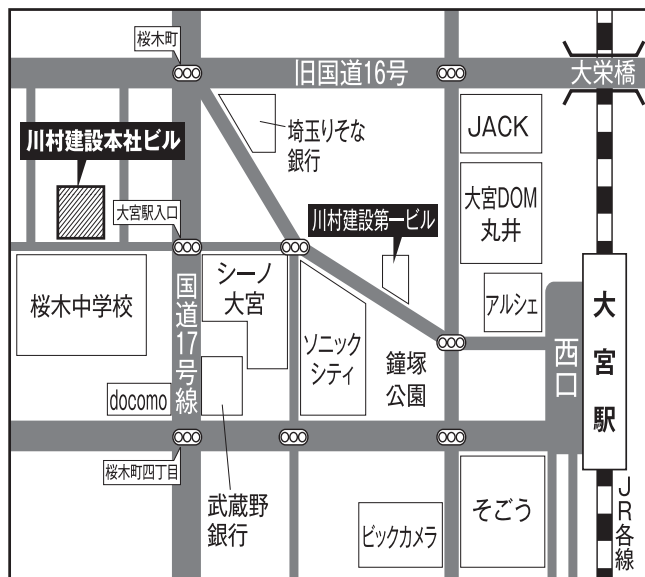 桜木町
旧国道16号
大栄橋
埼玉りそな
銀行
JACK
川村建設本社ビル
大宮DOM
丸井
大宮駅入口
川村建設第一ビル
シーノ
大宮
桜木中学校
国道17号線
アルシェ
大宮駅
ソニック
シティ
鐘塚
公園
西口
docomo
桜木町四丁目
武蔵野
銀行
ビックカメラ
そごう
JR各線